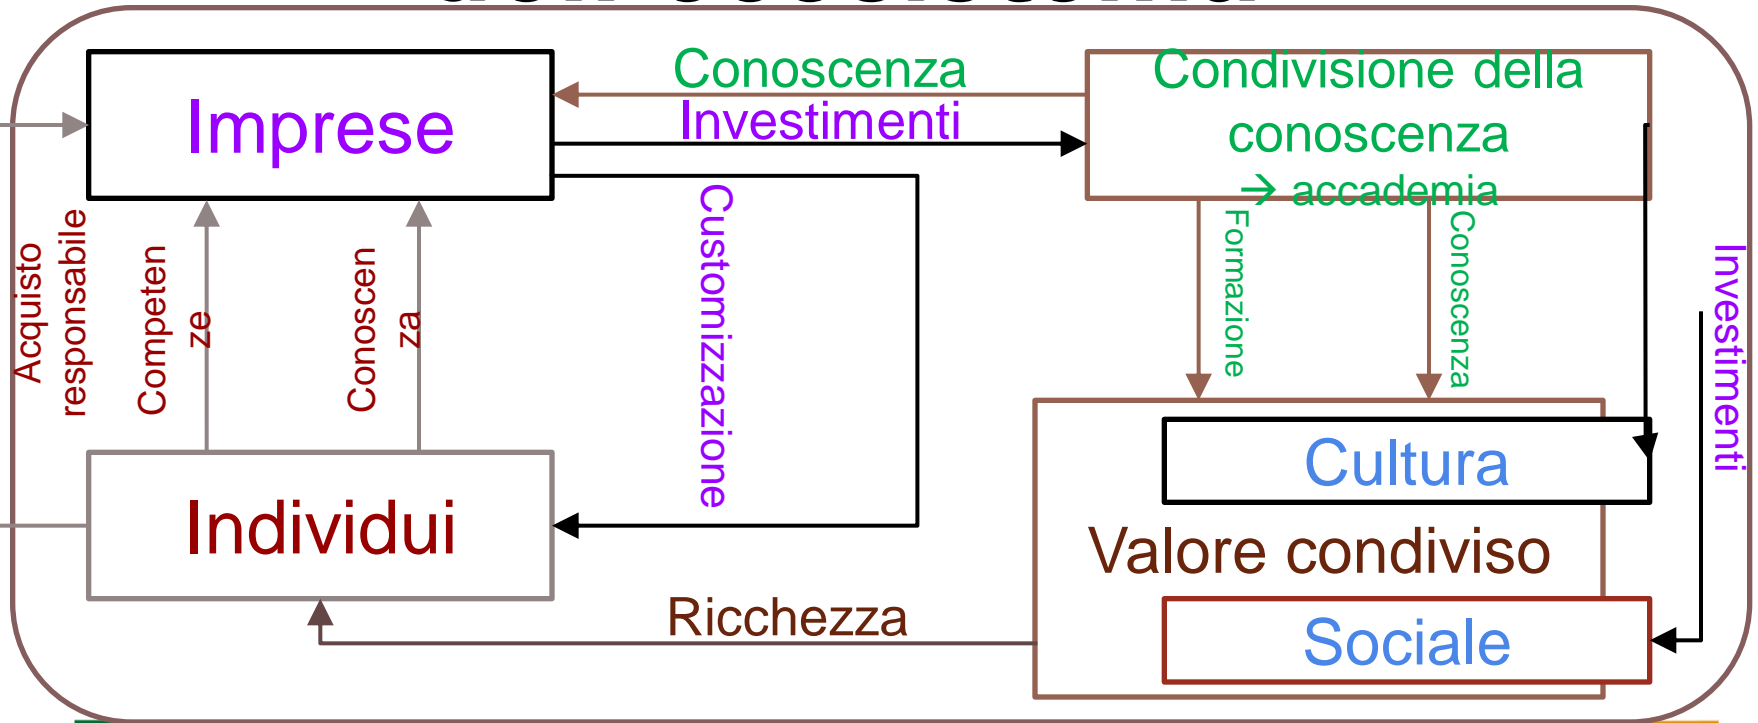 Conoscenza
Condivisione della
conoscenza
→ accademia
Imprese
Investimenti
Customizzazione
Formazione
Conoscenza
Investimenti
Acquisto
responsabile
Competen
ze
Conoscen
za
Cultura
Individui
Valore condiviso
Ricchezza
Sociale